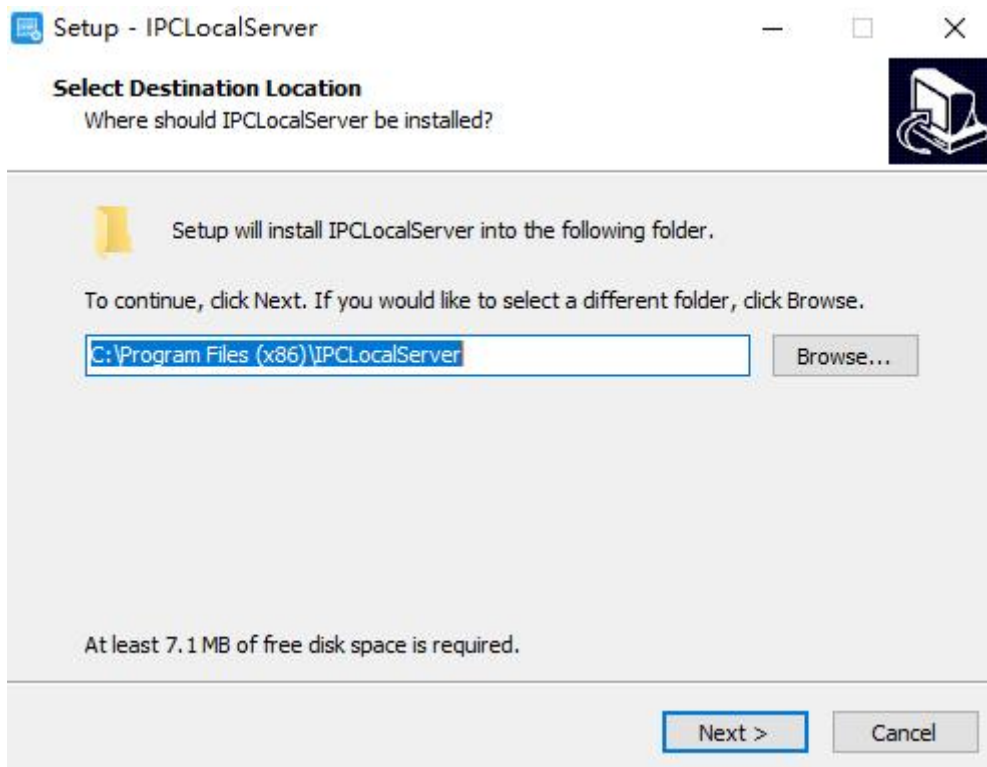 Setup - IPCLocalServer
Select Destination Location
Where should IPCLocalServer be installed?
Setup will install IPCLocalServer into the following folder.
To continue, click Next. If you would like to select a different folder, click Browse.
C:\Program Files (x86)\IPCLocalServer
Browse...
At least 7.1 MB of free disk space is required.
Next >
Cancel